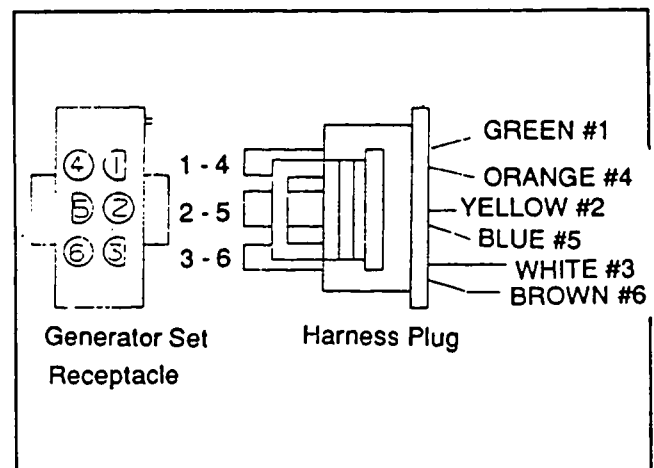 4 1
5 2
6 3
1 - 4
2 - 5
3 - 6
GREEN #1
ORANGE #4
YELLOW #2
BLUE #5
WHITE #3
BROWN #6
Generator Set
Receptacle
Harness Plug